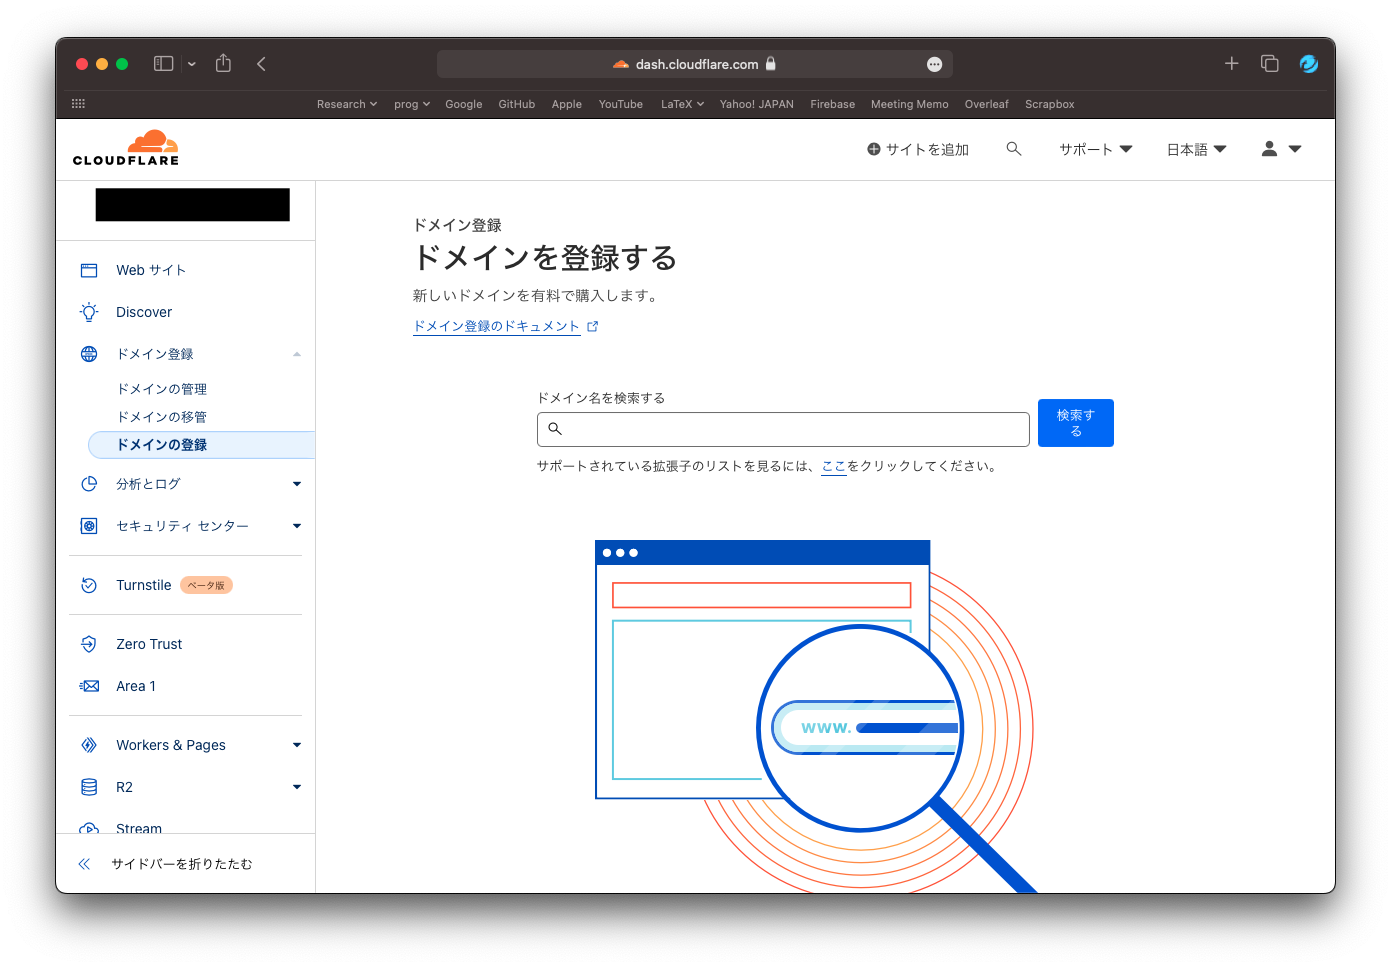 dash.cloudflare.com
Research
prog
Google
GitHub
Apple
YouTube
LaTeX
Yahoo! JAPAN
Firebase
Meeting Memo
Overleaf
Scrapbox
CLOUDFLARE
サイトを追加
サポート
日本語
Web サイト
Discover
ドメイン登録
ドメインの管理
ドメインの移管
ドメインの登録
分析とログ
セキュリティ センター
Turnstile ベータ版
Zero Trust
Area 1
Workers & Pages
R2
Stream
サイドバーを折りたたむ
ドメイン登録
ドメインを登録する
新しいドメインを有料で購入します。
ドメイン登録のドキュメント
ドメイン名を検索する
検索す
る
サポートされている拡張子のリストを見るには、ここをクリックしてください。
www.